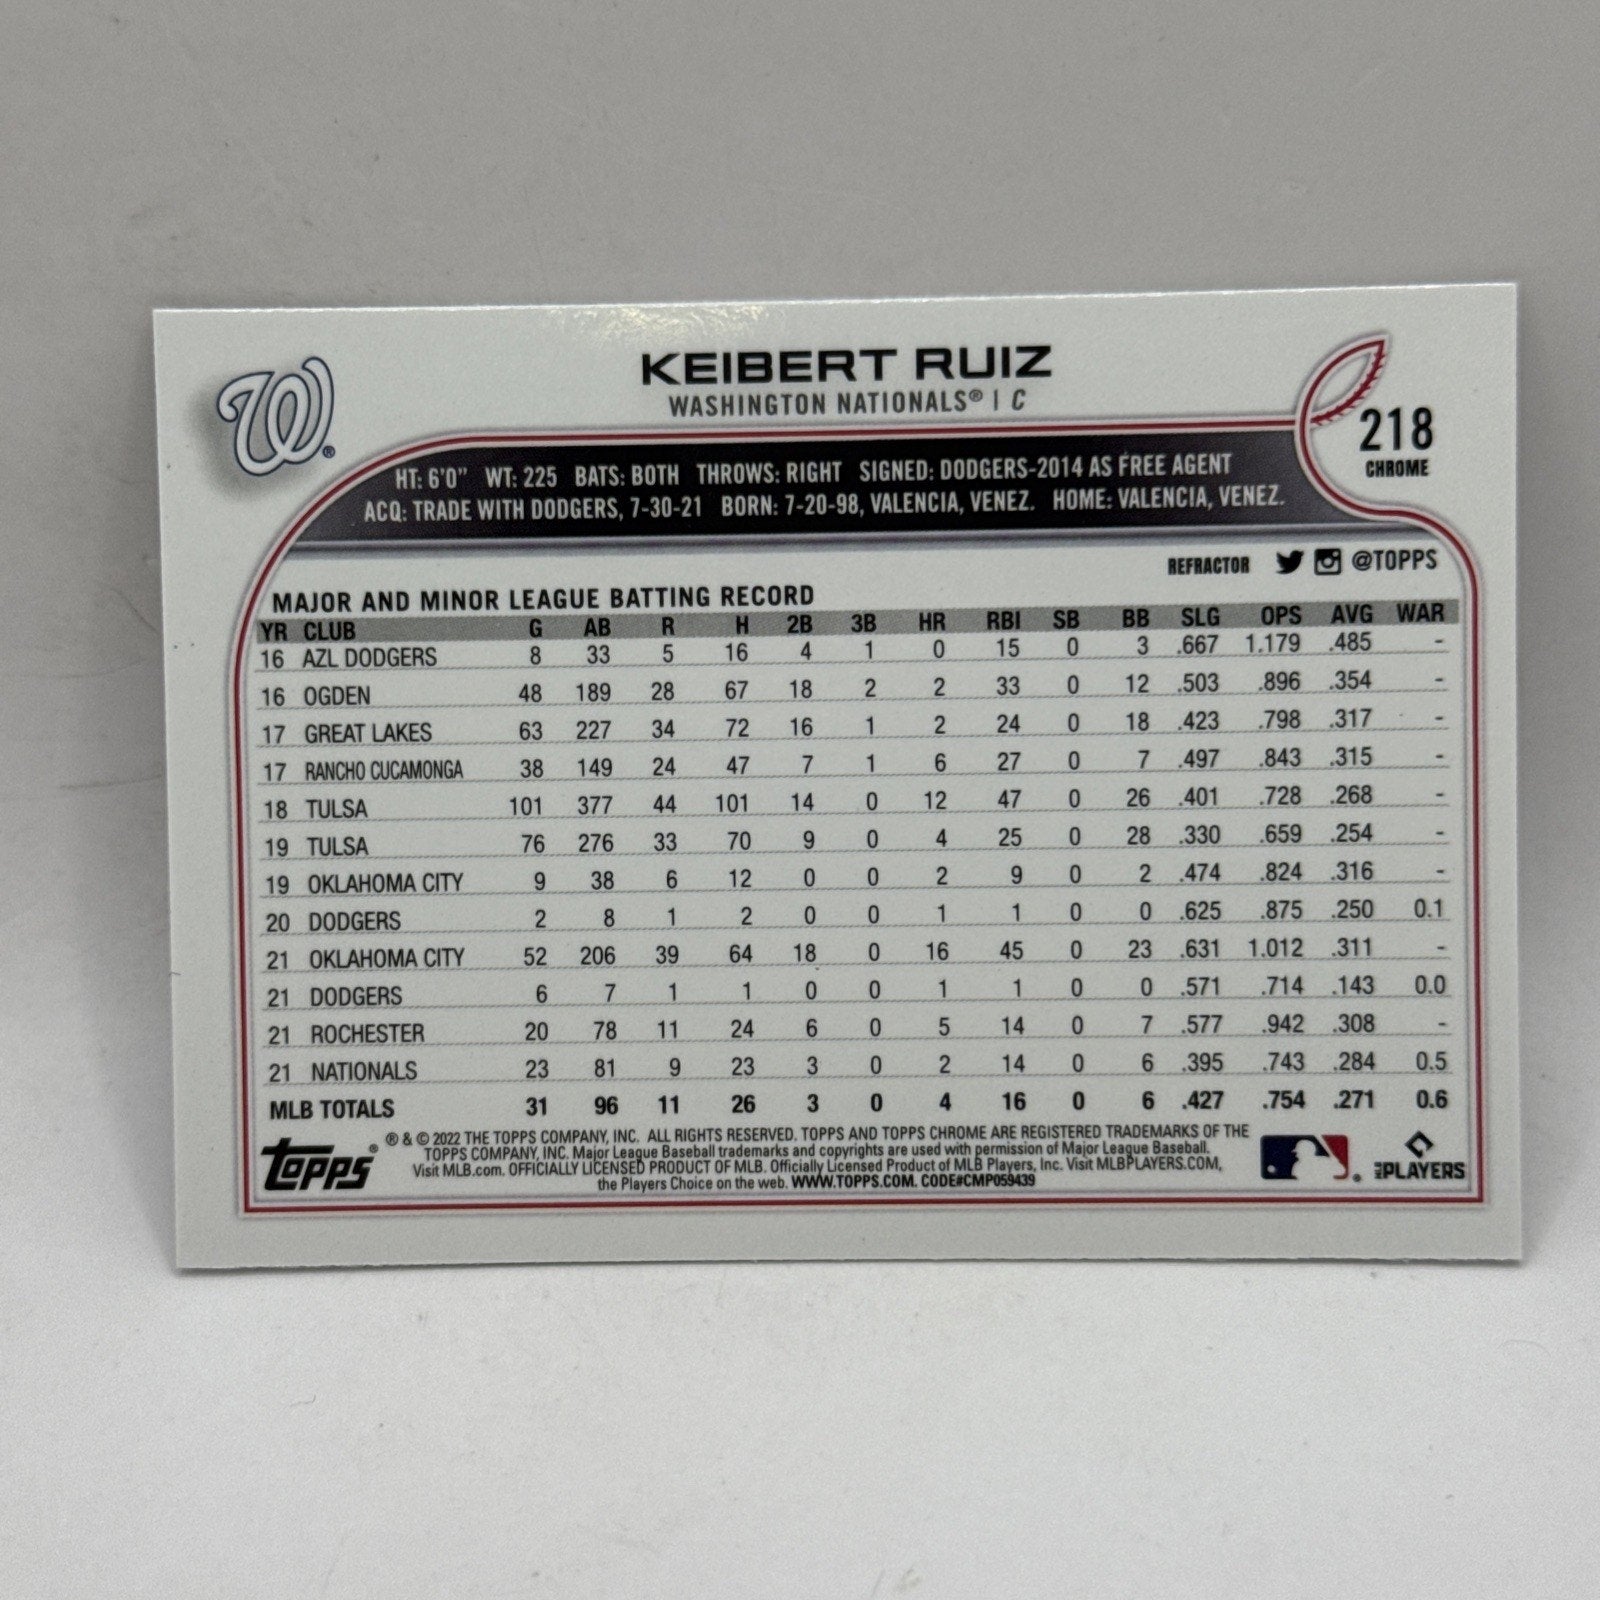 KEIBERT RUIZ
WASHINGTON NATIONALS® | C
W®
218
CHROME
HT: 6'0" WT: 225 BATS: BOTH THROWS: RIGHT SIGNED: DODGERS-2014 AS FREE AGENT
ACQ: TRADE WITH DODGERS, 7-30-21 BORN: 7-20-98, VALENCIA, VENEZ. HOME: VALENCIA, VENEZ.
REFRACTOR @TOPPS
MAJOR AND MINOR LEAGUE BATTING RECORD
YR CLUB G AB R H 2B 3B HR RBI SB BB SLG OPS AVG WAR
16 AZL DODGERS 8 33 5 16 4 1 0 15 0 3 .667 1.179 .485 -
16 OGDEN 48 189 28 67 18 2 2 33 0 12 .503 .896 .354 -
17 GREAT LAKES 63 227 34 72 16 1 2 24 0 18 .423 .798 .317 -
17 RANCHO CUCAMONGA 38 149 24 47 7 1 6 27 0 7 .497 .843 .315 -
18 TULSA 101 377 44 101 14 0 12 47 0 26 .401 .728 .268 -
19 TULSA 76 276 33 70 9 0 4 25 0 28 .330 .659 .254 -
19 OKLAHOMA CITY 9 38 6 12 0 0 2 9 0 2 .474 .824 .316 -
20 DODGERS 2 8 1 2 0 0 1 1 0 0 .625 .875 .250 0.1
21 OKLAHOMA CITY 52 206 39 64 18 0 16 45 0 23 .631 1.012 .311 -
21 DODGERS 6 7 1 1 0 0 1 1 0 0 .571 .714 .143 0.0
21 ROCHESTER 20 78 11 24 6 0 5 14 0 7 .577 .942 .308 -
21 NATIONALS 23 81 9 23 3 0 2 14 0 6 .395 .743 .284 0.5
MLB TOTALS 31 96 11 26 3 0 4 16 0 6 .427 .754 .271 0.6
topps®
® & © 2022 THE TOPPS COMPANY, INC. ALL RIGHTS RESERVED. TOPPS AND TOPPS CHROME ARE REGISTERED TRADEMARKS OF THE
TOPPS COMPANY, INC. Major League Baseball trademarks and copyrights are used with permission of Major League Baseball.
Visit MLB.com. OFFICIALLY LICENSED PRODUCT OF MLB. Officially Licensed Product of MLB Players, Inc. Visit MLBPLAYERS.COM,
the Players Choice on the web. WWW.TOPPS.COM. CODE#CMP059439
MLB PLAYERS